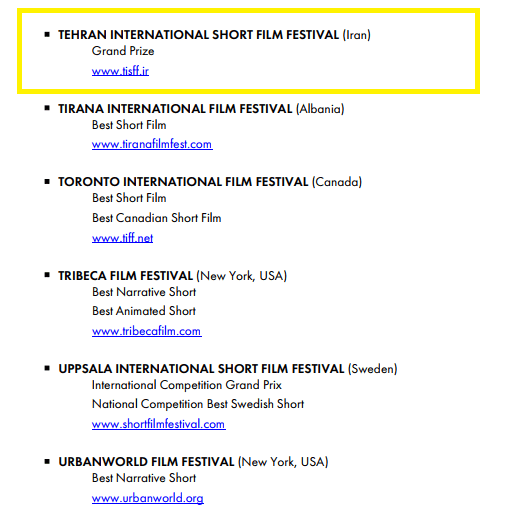 ▪ TEHRAN INTERNATIONAL SHORT FILM FESTIVAL (Iran)
Grand Prize
www.tisff.ir
▪ TIRANA INTERNATIONAL FILM FESTIVAL (Albania)
Best Short Film
www.tiranafilmfest.com
▪ TORONTO INTERNATIONAL FILM FESTIVAL (Canada)
Best Short Film
Best Canadian Short Film
www.tiff.net
▪ TRIBECA FILM FESTIVAL (New York, USA)
Best Narrative Short
Best Animated Short
www.tribecafilm.com
▪ UPPSALA INTERNATIONAL SHORT FILM FESTIVAL (Sweden)
International Competition Grand Prix
National Competition Best Swedish Short
www.shortfilmfestival.com
▪ URBANWORLD FILM FESTIVAL (New York, USA)
Best Narrative Short
www.urbanworld.org